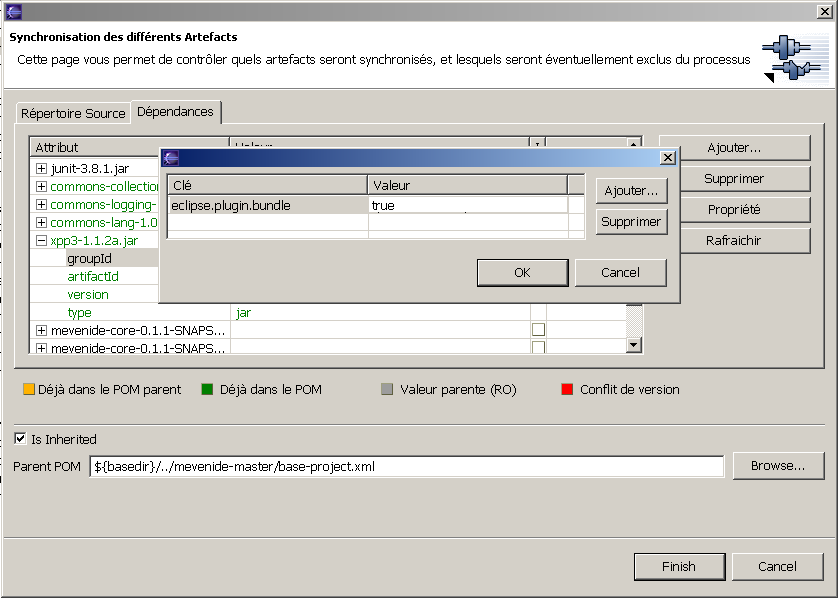 Synchronisation des différents Artefacts
Cette page vous permet de contrôler quels artefacts seront synchronisés, et lesquels seront éventuellement exclus du processus
Répertoire Source
Dépendances
Attribut
junit-3.8.1.jar
commons-collectio
commons-logging-
commons-lang-1.0
xpp3-1.1.2a.jar
groupId
artifactId
version
type jar
mevenide-core-0.1.1-SNAPS...
mevenide-core-0.1.1-SNAPS...
Clé Valeur
eclipse.plugin.bundle true
Ajouter...
Supprimer
OK Cancel
Ajouter...
Supprimer
Propriété
Rafraichir
Déjà dans le POM parent Déjà dans le POM Valeur parente (RO) Conflit de version
Is Inherited
Parent POM ${basedir}/../mevenide-master/base-project.xml Browse...
Finish Cancel